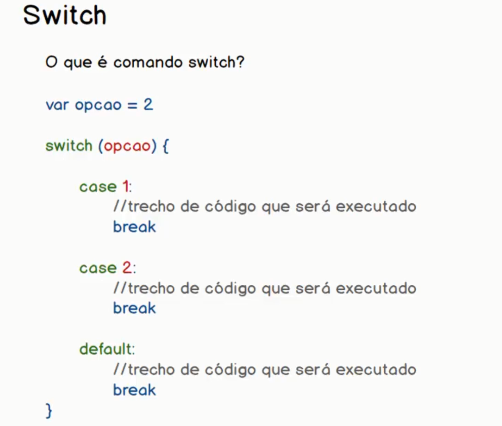 Switch
O que é comando switch?
var opcao = 2
switch (opcao) {
case 1:
//trecho de código que será executado
break
case 2:
//trecho de código que será executado
break
default:
//trecho de código que será executado
break
}